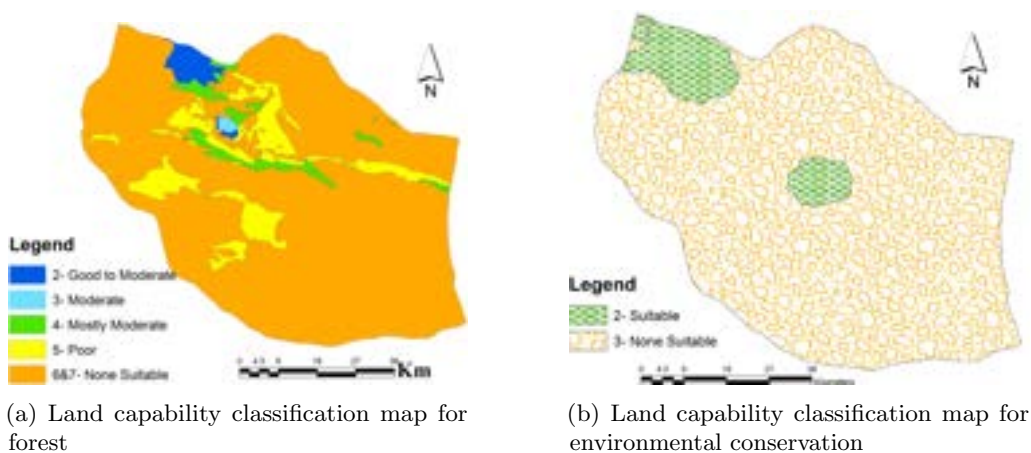 N
Legend
2- Good to Moderate
3- Moderate
4- Mostly Moderate
5- Poor
6&7- None Suitable
Km
(a) Land capability classification map for
forest
N
Legend
2- Suitable
3- None Suitable
(b) Land capability classification map for
environmental conservation